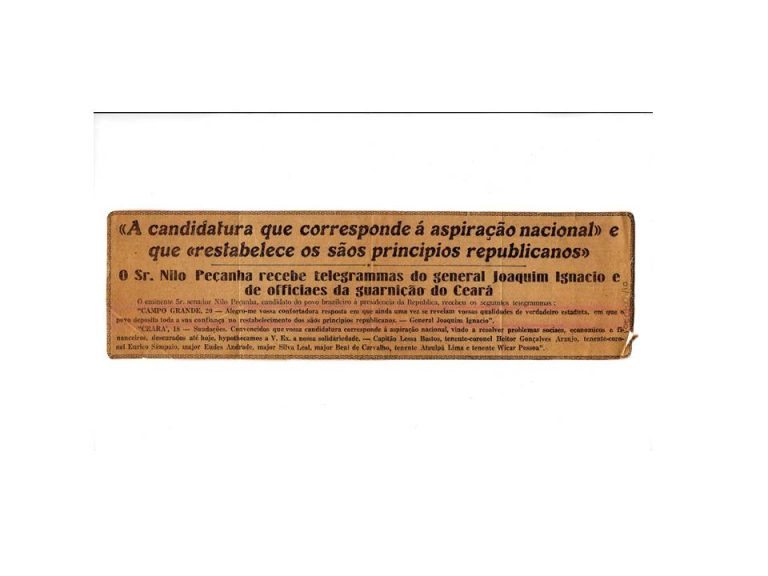 «A candidatura que corresponde á aspiração nacional» e
que «restabelece os sãos principios republicanos»
O Sr. Nilo Peçanha recebe telegrammas do general Joaquim Ignacio e
de officiaes da guarnição do Ceará
O eminente Sr. senador Nilo Peçanha, candidato do povo brazileiro á presidencia da Republica, recebeu os seguintes telegrammas:
"CAMPO GRANDE, 20 — Alegro-me vossa confortadora resposta em que ainda uma vez se revelam vossas qualidades de verdadeiro estadista, em que o
povo deposita toda a sua confiança no restabelecimento dos sãos principios republicanos. — General Joaquim Ignacio".
"CEARA', 18 — Saudações. Convencidos que vossa candidatura corresponde á aspiração nacional, vindo a resolver problemas sociaes, economicos e fi-
nanceiros, descurados até hoje, hypothecamos a V. Ex. a nossa solidariedade. — Capitão Lessa Bastos, tenente-coronel Heitor Gonçalves Araujo, tenente-coro-
nel Eurico Sampaio, major Eudes Andrade, major Silva Leal, major Beal de Carvalho, tenente Ataulpá Lima e tenente Wicar Pessoa".